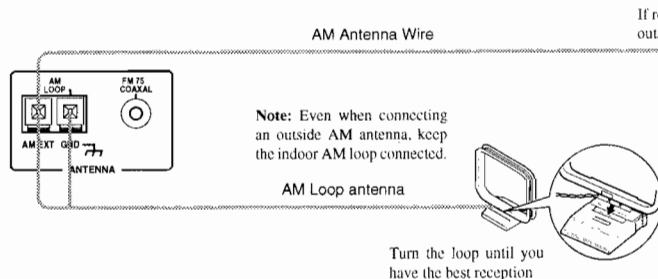 If r
out
AM Antenna Wire
AM
LOOP
FM 75
COAXAL
AM EXT GND
ANTENNA
Note: Even when connecting
an outside AM antenna, keep
the indoor AM loop connected.
AM Loop antenna
Turn the loop until you
have the best reception